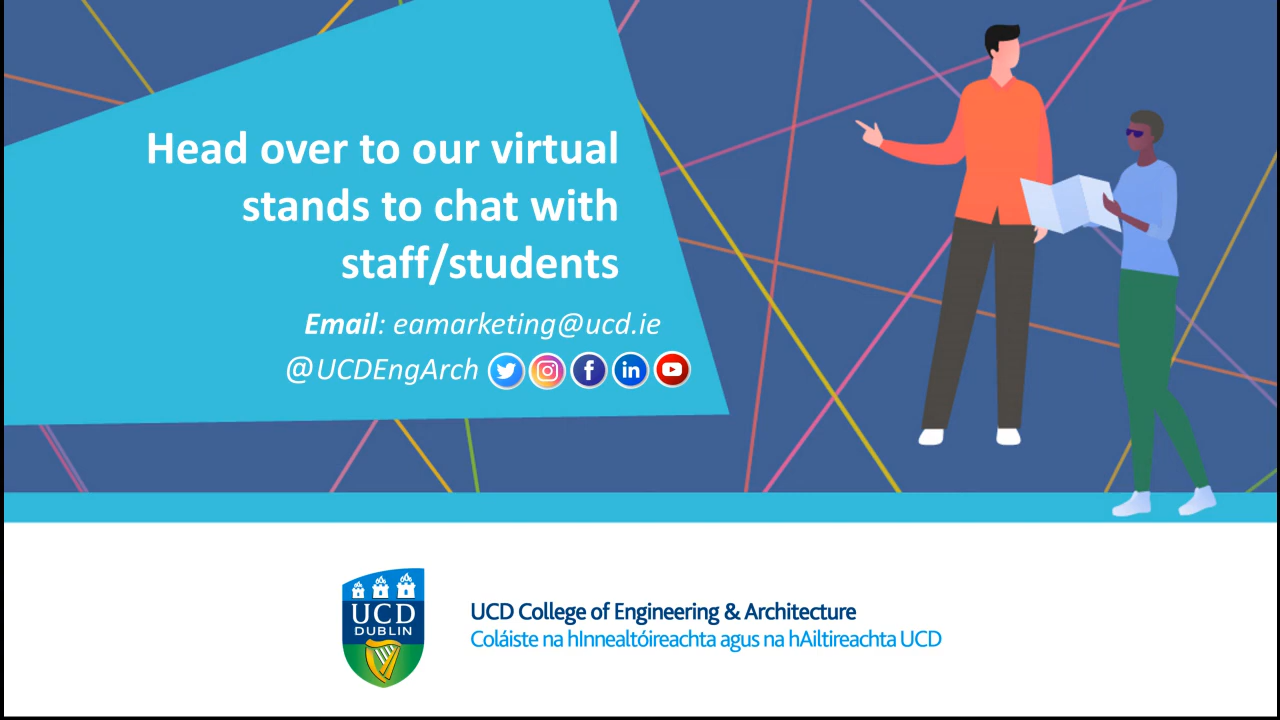 Head over to our virtual
stands to chat with
staff/students
Email: eamarketing@ucd.ie
@UCDEngArch
UCD
DUBLIN
UCD College of Engineering & Architecture
Coláiste na hInnealtóireachta agus na hAiltireachta UCD